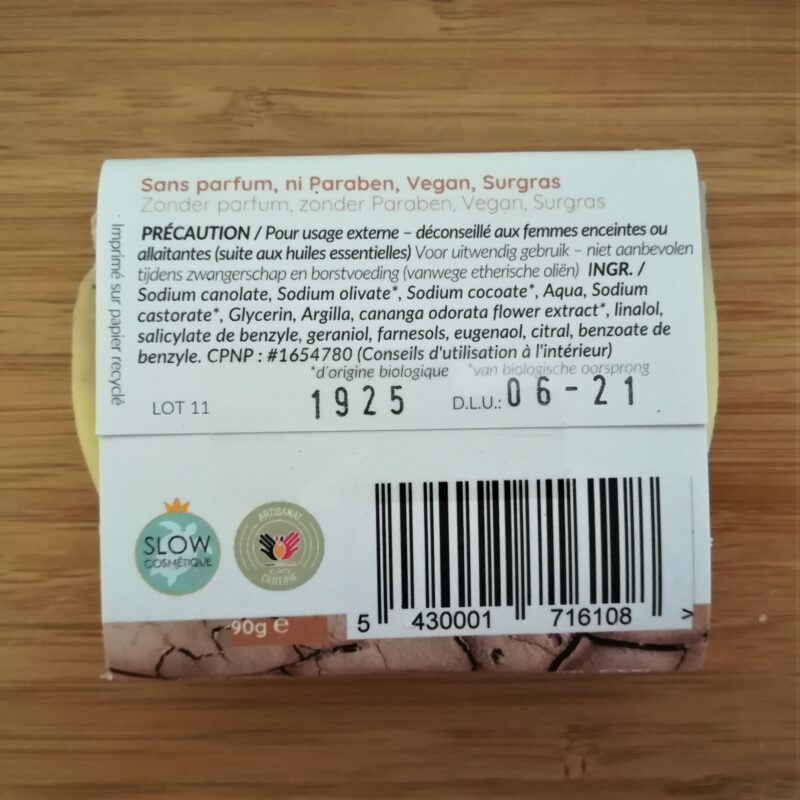 Sans parfum, ni Paraben, Vegan, Surgras
Zonder parfum, zonder Paraben, Vegan, Surgras
PRÉCAUTION / Pour usage externe – déconseillé aux femmes enceintes ou
allaitantes (suite aux huiles essentielles) Voor uitwendig gebruik – niet aanbevolen
tijdens zwangerschap en borstvoeding (vanwege etherische oliën) INGR. /
Sodium canolate, Sodium olivate*, Sodium cocoate*, Aqua, Sodium
castorate*, Glycerin, Argilla, cananga odorata flower extract*, linalol,
salicylate de benzyle, geraniol, farnesols, eugenaol, citral, benzoate de
benzyle. CPNP : #1654780 (Conseils d'utilisation à l'intérieur)
*d'origine biologique *van biologische oorsprong
LOT 11 1925 D.L.U.: 06-21
Imprimé sur papier recyclé
SLOW
COSMÉTIQUE
ARTISANAT
CERTIFIÉ
90g e
5 430001 716108 >